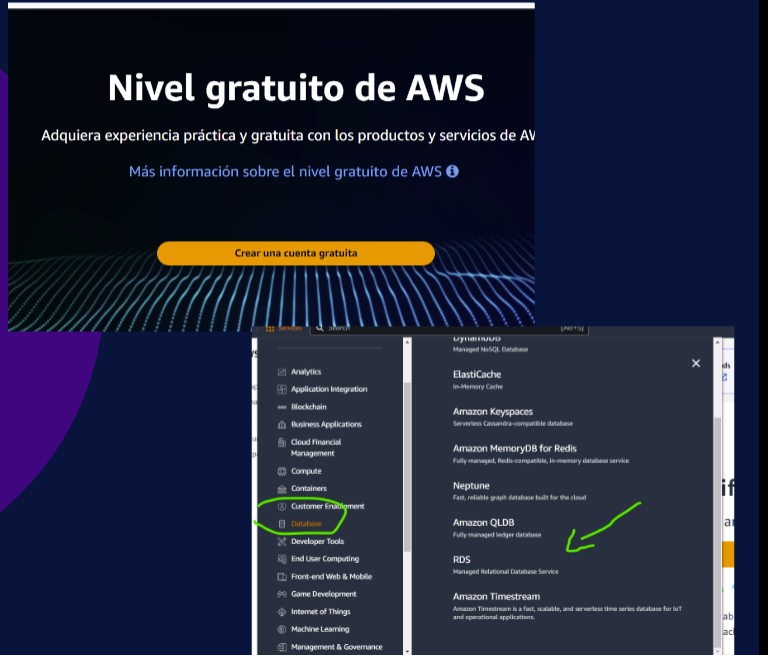 Nivel gratuito de AWS
Adquiera experiencia práctica y gratuita con los productos y servicios de AW
Más información sobre el nivel gratuito de AWS
Crear una cuenta gratuita
Services Search [Alt+S]
DynamoDB
Managed NoSQL Database
ElastiCache
In-Memory Cache
Amazon Keyspaces
Serverless Cassandra-compatible database
Amazon MemoryDB for Redis
Fully managed, Redis-compatible, in-memory database service
Neptune
Fast, reliable graph database built for the cloud
Amazon QLDB
Fully managed ledger database
RDS
Managed Relational Database Service
Amazon Timestream
Amazon Timestream is a fast, scalable, and serverless time series database for IoT
and operational applications.
Analytics
Application Integration
Blockchain
Business Applications
Cloud Financial
Management
Compute
Containers
Customer Enablement
Database
Developer Tools
End User Computing
Front-end Web & Mobile
Game Development
Internet of Things
Machine Learning
Management & Governance